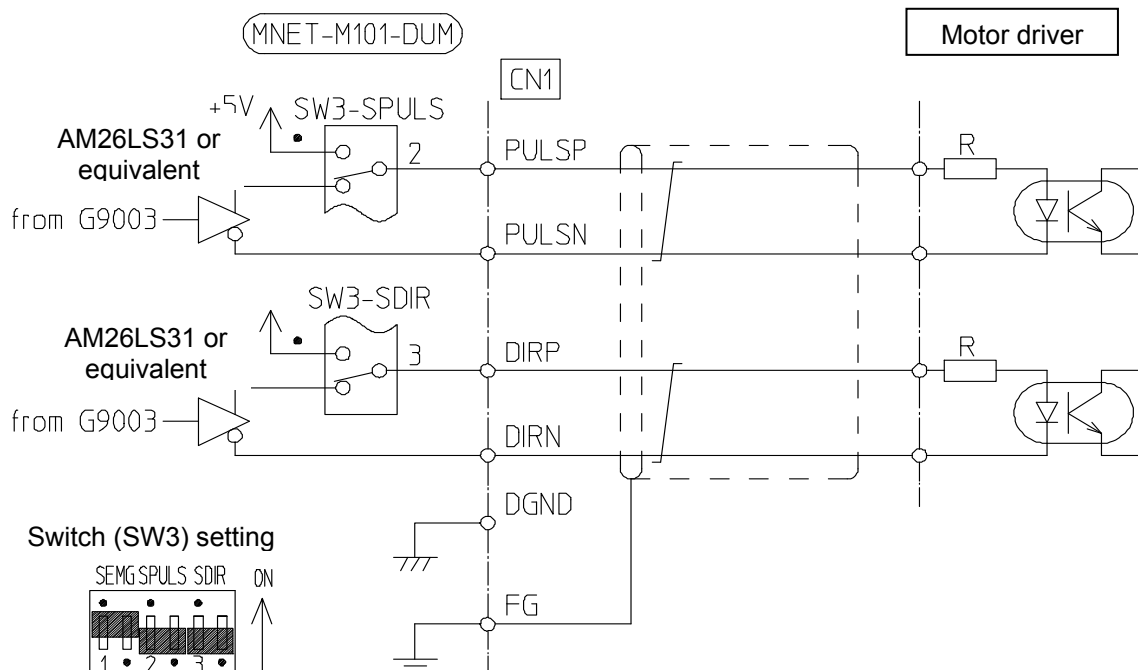 MNET-M101-DUM
Motor driver
CN1
+5V
SW3-SPULS
AM26LS31 or
equivalent
2
PULSP
R
from G9003
PULSN
SW3-SDIR
AM26LS31 or
equivalent
3
DIRP
R
from G9003
DIRN
DGND
Switch (SW3) setting
SEMG SPULS SDIR ON
FG
1 2 3